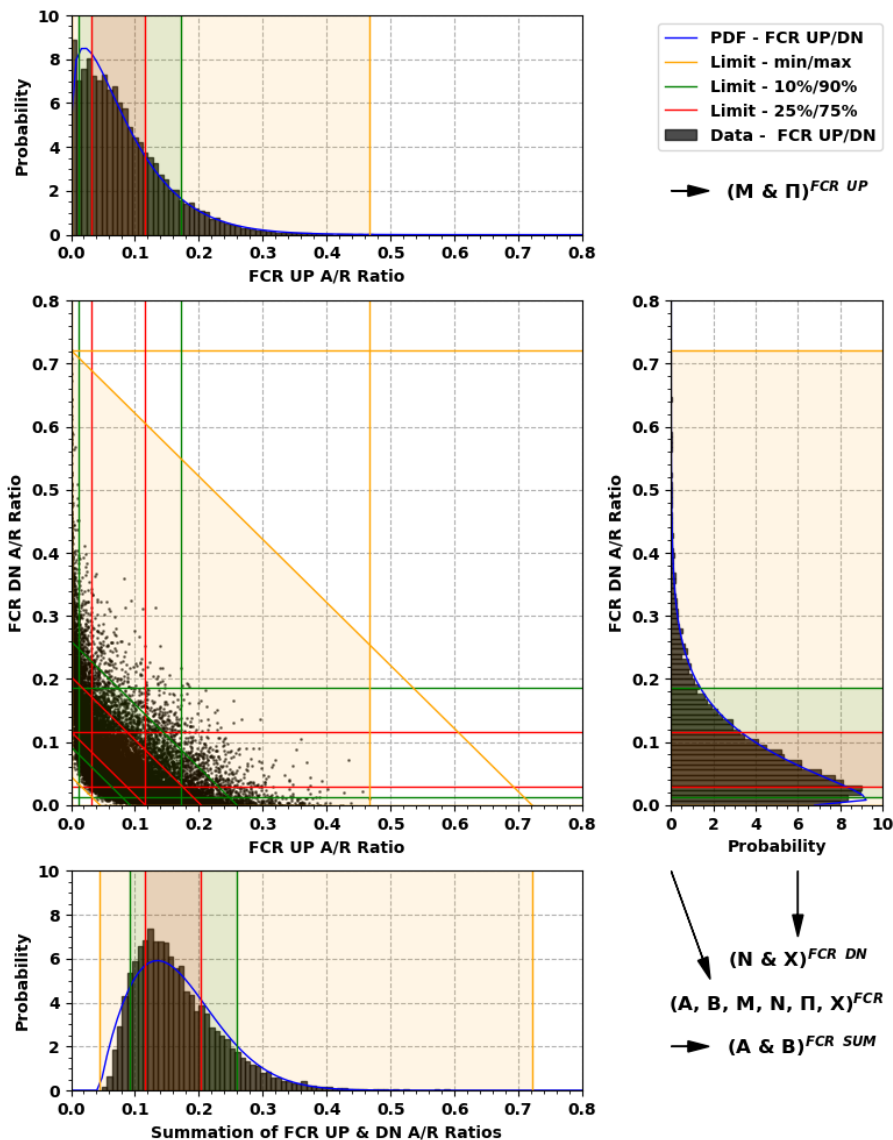 10
8
6
4
2
0
Probability
0.0 0.1 0.2 0.3 0.4 0.5 0.6 0.7 0.8
FCR UP A/R Ratio
PDF - FCR UP/DN
Limit - min/max
Limit - 10%/90%
Limit - 25%/75%
Data -  FCR UP/DN
(M & Π)^FCR UP
0.8
0.7
0.6
0.5
0.4
0.3
0.2
0.1
0.0
FCR DN A/R Ratio
0.0 0.1 0.2 0.3 0.4 0.5 0.6 0.7 0.8
FCR UP A/R Ratio
0.8
0.7
0.6
0.5
0.4
0.3
0.2
0.1
0.0
FCR DN A/R Ratio
0 2 4 6 8 10
Probability
10
8
6
4
2
0
Probability
0.0 0.1 0.2 0.3 0.4 0.5 0.6 0.7 0.8
Summation of FCR UP & DN A/R Ratios
(N & X)^FCR DN
(A, B, M, N, Π, X)^FCR
(A & B)^FCR SUM